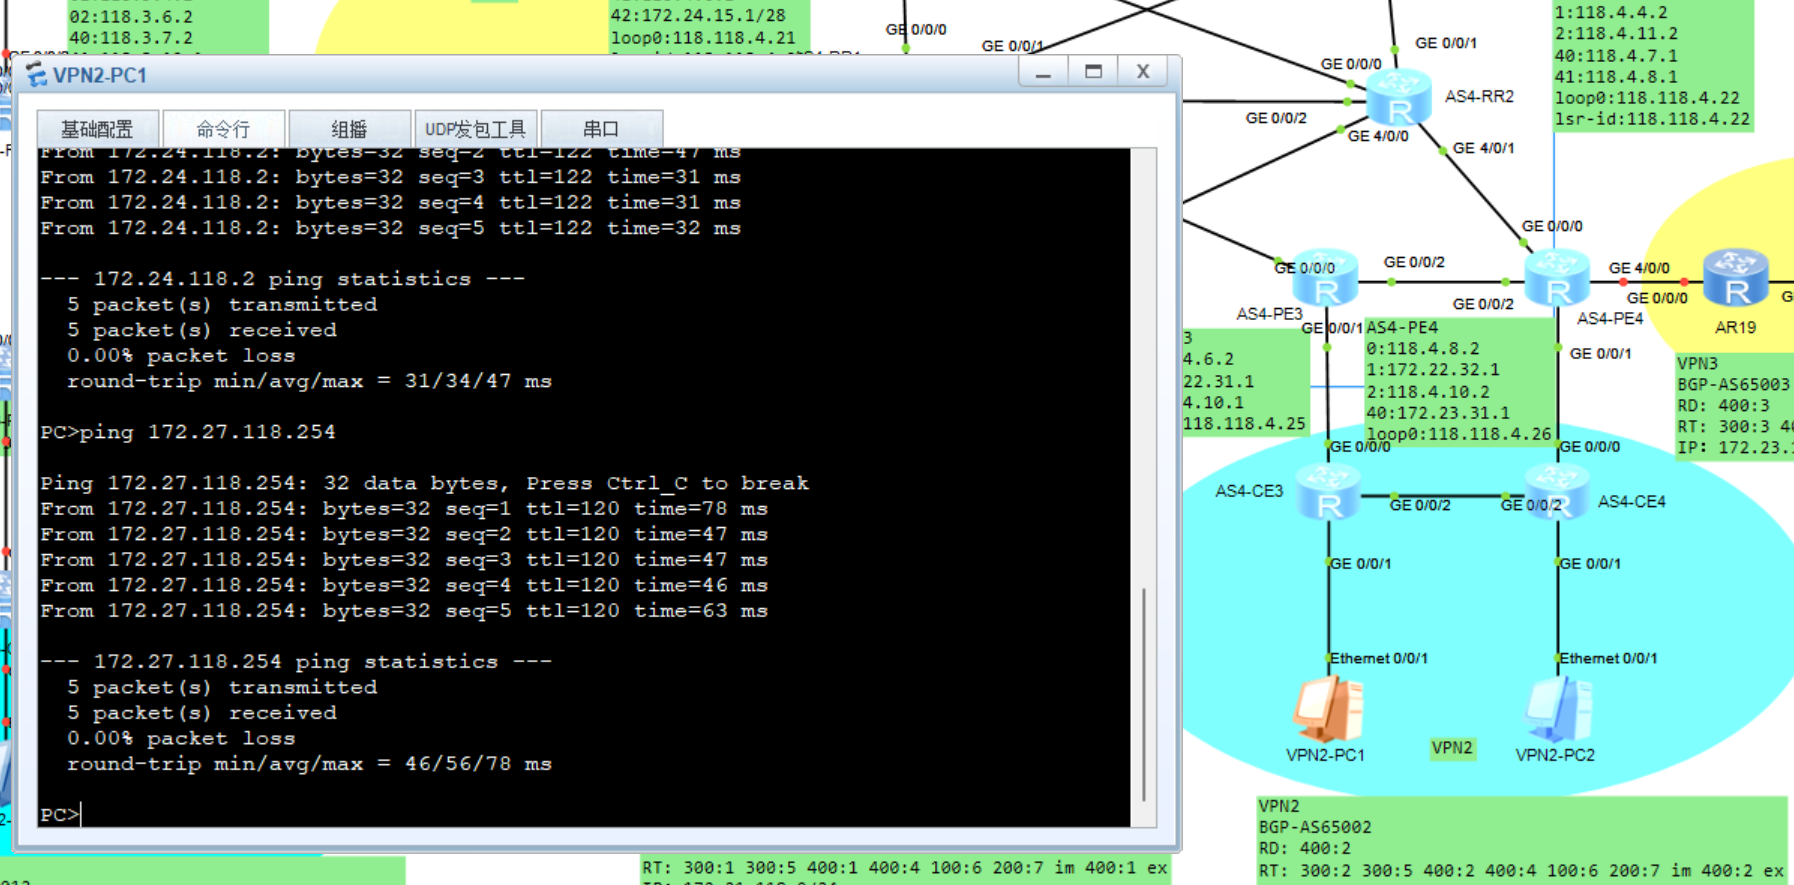 02:118.3.6.2
40:118.3.7.2
42:172.24.15.1/28
loop0:118.118.4.21
GE 0/0/0
GE 0/0/1
GE 0/0/1
GE 0/0/0
AS4-RR2
GE 0/0/2
GE 4/0/0
GE 4/0/1
1:118.4.4.2
2:118.4.11.2
40:118.4.7.1
41:118.4.8.1
loop0:118.118.4.22
lsr-id:118.118.4.22
VPN2-PC1
基础配置
命令行
组播
UDP发包工具
串口
From 172.24.118.2: bytes=32 seq=2 ttl=122 time=47 ms
From 172.24.118.2: bytes=32 seq=3 ttl=122 time=31 ms
From 172.24.118.2: bytes=32 seq=4 ttl=122 time=31 ms
From 172.24.118.2: bytes=32 seq=5 ttl=122 time=32 ms
--- 172.24.118.2 ping statistics ---
5 packet(s) transmitted
5 packet(s) received
0.00% packet loss
round-trip min/avg/max = 31/34/47 ms
PC>ping 172.27.118.254
Ping 172.27.118.254: 32 data bytes, Press Ctrl_C to break
From 172.27.118.254: bytes=32 seq=1 ttl=120 time=78 ms
From 172.27.118.254: bytes=32 seq=2 ttl=120 time=47 ms
From 172.27.118.254: bytes=32 seq=3 ttl=120 time=47 ms
From 172.27.118.254: bytes=32 seq=4 ttl=120 time=46 ms
From 172.27.118.254: bytes=32 seq=5 ttl=120 time=63 ms
--- 172.27.118.254 ping statistics ---
5 packet(s) transmitted
5 packet(s) received
0.00% packet loss
round-trip min/avg/max = 46/56/78 ms
PC>
GE 0/0/0
GE 0/0/0
GE 0/0/2
GE 0/0/2
GE 4/0/0
GE 0/0/0
AS4-PE3
AS4-PE4
AR19
GE 0/0/1
GE 0/0/1
3
4.6.2
22.31.1
4.10.1
118.118.4.25
AS4-PE4
0:118.4.8.2
1:172.22.32.1
2:118.4.10.2
40:172.23.31.1
loop0:118.118.4.26
VPN3
BGP-AS65003
RD: 400:3
RT: 300:3
IP: 172.23.
GE 0/0/0
GE 0/0/0
AS4-CE3
GE 0/0/2
GE 0/0/2
AS4-CE4
GE 0/0/1
GE 0/0/1
Ethernet 0/0/1
Ethernet 0/0/1
VPN2-PC1
VPN2
VPN2-PC2
VPN2
BGP-AS65002
RD: 400:2
RT: 300:2 300:5 400:2 400:4 100:6 200:7 im 400:2 ex
RT: 300:1 300:5 400:1 400:4 100:6 200:7 im 400:1 ex